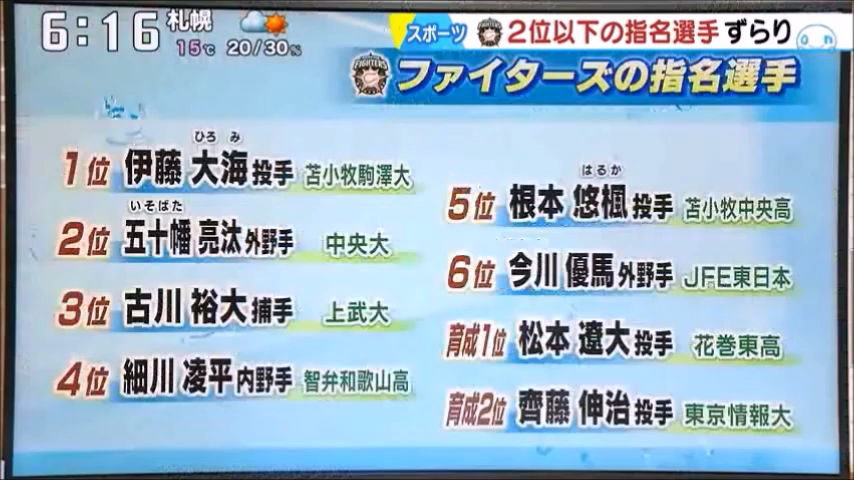 6:16 札幌
15℃ 20/30%
スポーツ 2位以下の指名選手 ずらり
FIGHTERS
ファイターズの指名選手
ひろ み
1位 伊藤 大海 投手 苫小牧駒澤大
いそばた
2位 五十幡 亮汰 外野手 中央大
3位 古川 裕大 捕手 上武大
4位 細川 凌平 内野手 智弁和歌山高
はるか
5位 根本 悠楓 投手 苫小牧中央高
6位 今川 優馬 外野手 JFE東日本
育成1位 松本 遼大 投手 花巻東高
育成2位 齊藤 伸治 投手 東京情報大